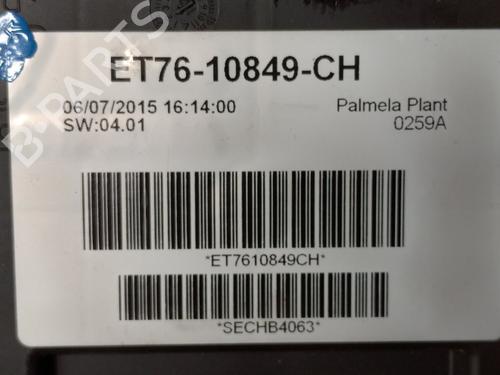 ET76-10849-CH
06/07/2015 16:14:00
Palmela Plant
SW:04.01
0259A
*ET7610849CH*
*SECHB4063*
B-PARTS